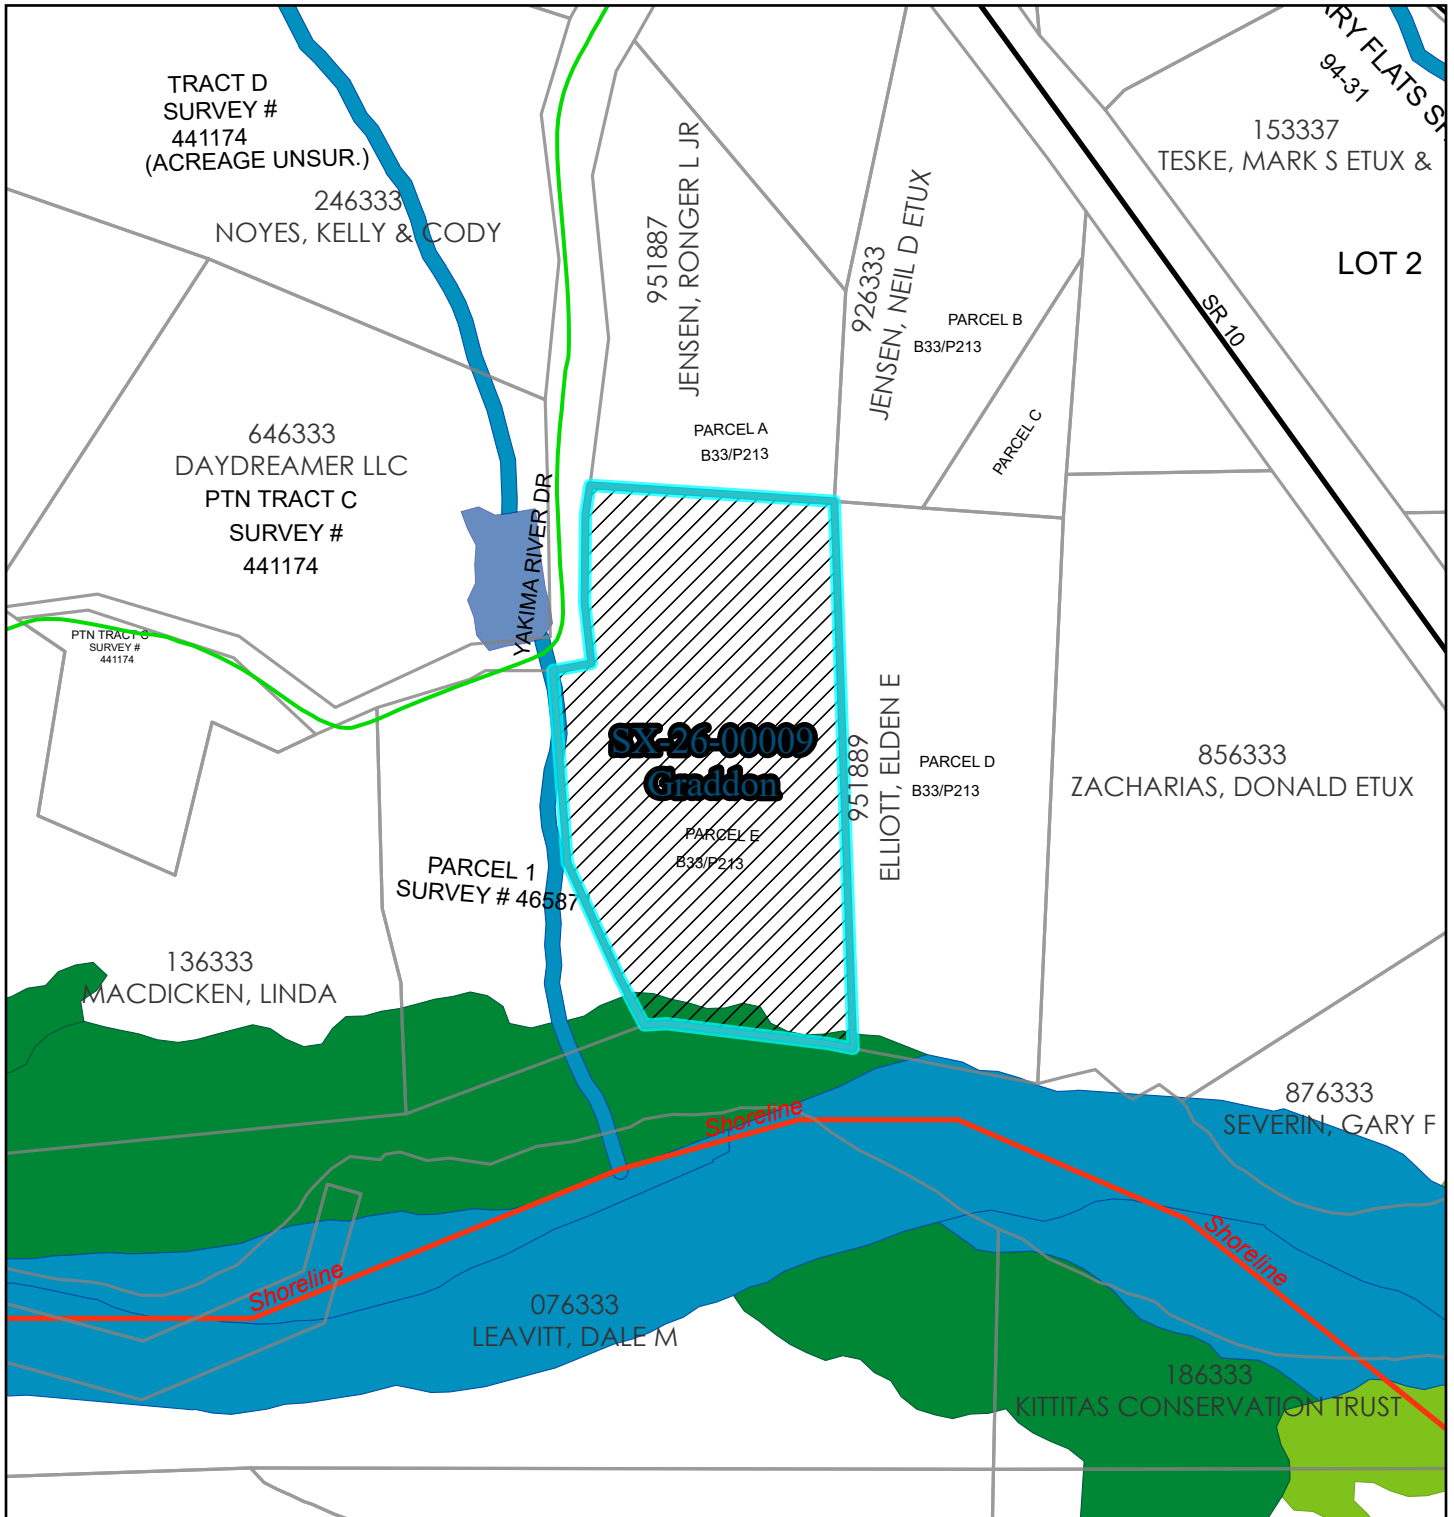 TRACT D
SURVEY #
441174
(ACREAGE UNSUR.)
246333
NOYES, KELLY & CODY
951887
JENSEN, RONGER L JR
926333
JENSEN, NEIL D ETUX
PARCEL B
B33/P213
PARCEL C
PARCEL A
B33/P213
SR 10
ARY FLATS SH
94-31
153337
TESKE, MARK S ETUX &
LOT 2
646333
DAYDREAMER LLC
PTN TRACT C
SURVEY #
441174
YAKIMA RIVER DR
PTN TRACT C
SURVEY #
441174
SX-26-00009
Graddon
PARCEL E
B33/P213
951889
ELLIOTT, ELDEN E
PARCEL D
B33/P213
856333
ZACHARIAS, DONALD ETUX
PARCEL 1
SURVEY # 46587
136333
MACDICKEN, LINDA
876333
SEVERIN, GARY F
Shoreline
Shoreline
Shoreline
076333
LEAVITT, DALE M
186333
KITTITAS CONSERVATION TRUST